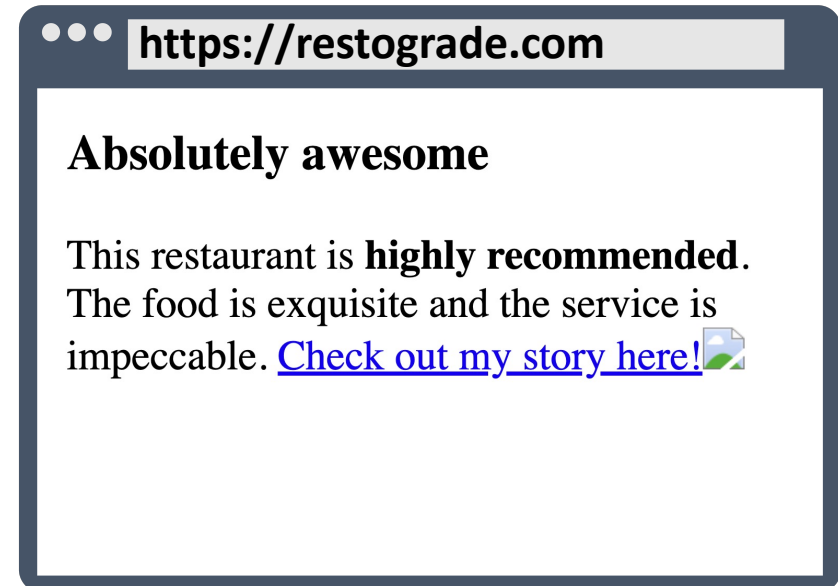 https://restograde.com
Absolutely awesome
This restaurant is highly recommended.
The food is exquisite and the service is
impeccable. Check out my story here!